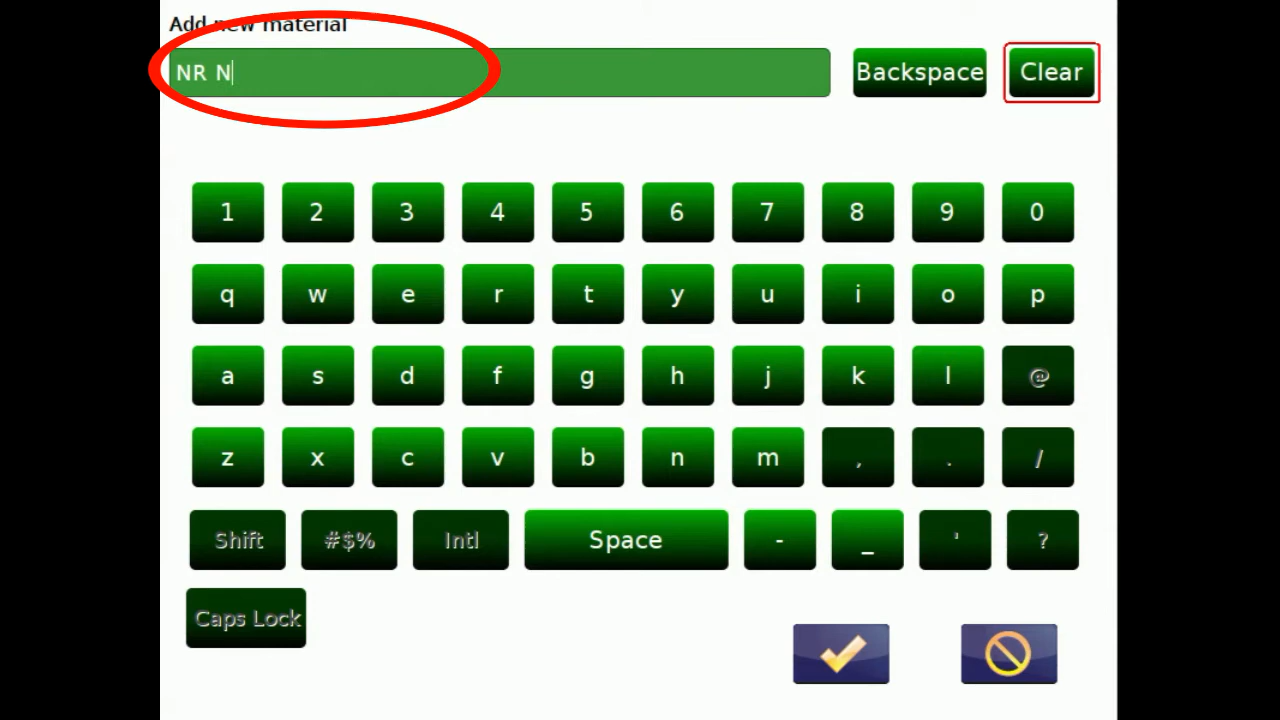 Add new material
NR N
Backspace
Clear
1 2 3 4 5 6 7 8 9 0
q w e r t y u i o p
a s d f g h j k l @
z x c v b n m , . /
Shift #$% Intl Space - _ ' ?
Caps Lock